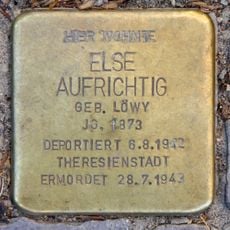 HIER WOHNTE
ELSE
AUFRICHTIG
GEB. LÖWY
JG. 1873
DEPORTIERT 6.8.1942
THERESIENSTADT
ERMORDET 28.7.1943